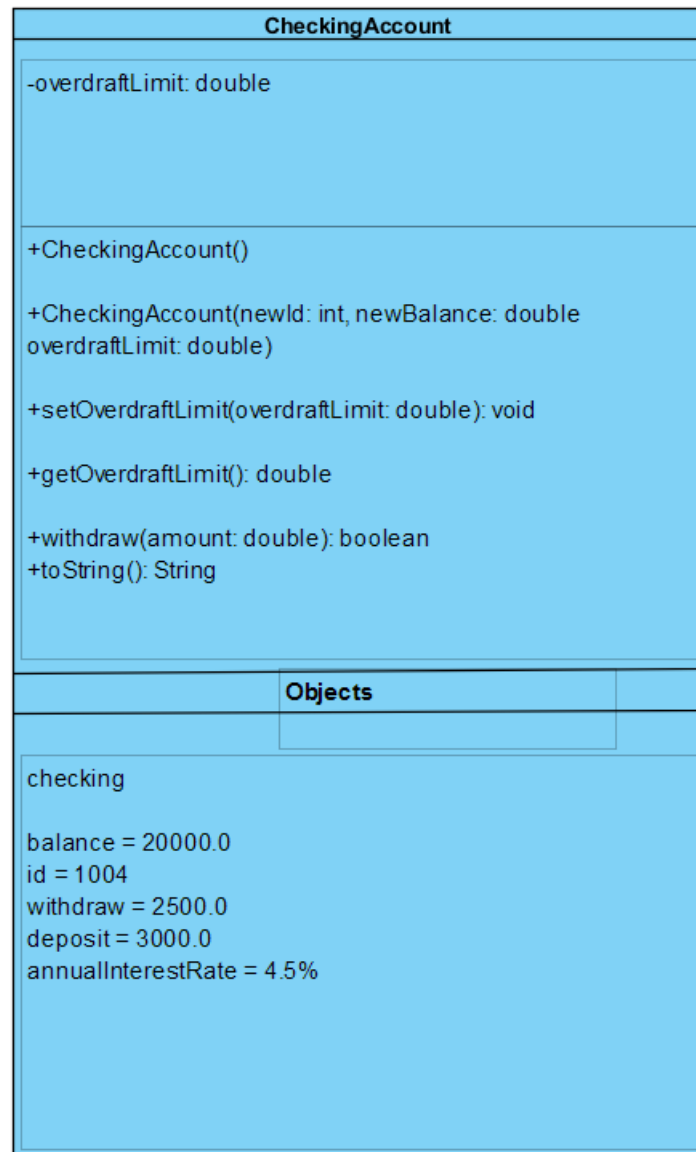 CheckingAccount
-overdraftLimit: double
+CheckingAccount()
+CheckingAccount(newId: int, newBalance: double
overdraftLimit: double)
+setOverdraftLimit(overdraftLimit: double): void
+getOverdraftLimit(): double
+withdraw(amount: double): boolean
+toString(): String
Objects
checking
balance = 20000.0
id = 1004
withdraw = 2500.0
deposit = 3000.0
annualInterestRate = 4.5%